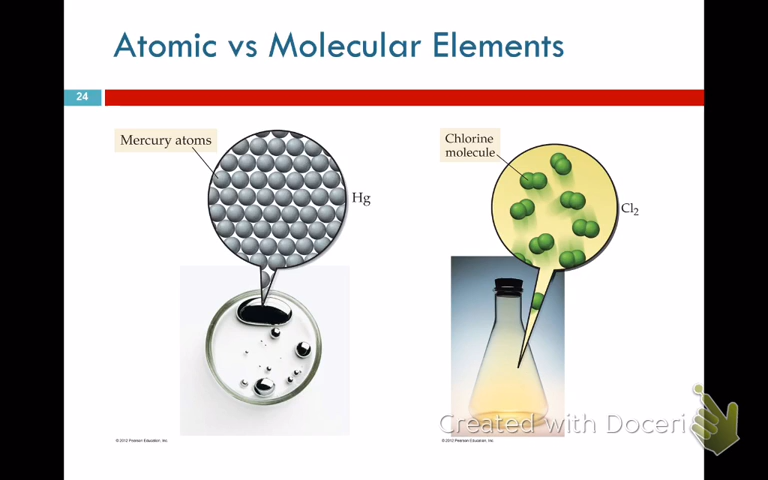 Atomic vs Molecular Elements
24
Mercury atoms
Hg
Chlorine
molecule
Cl₂
© 2012 Pearson Education, Inc.
© 2012 Pearson Education, Inc.
Created with Doceri